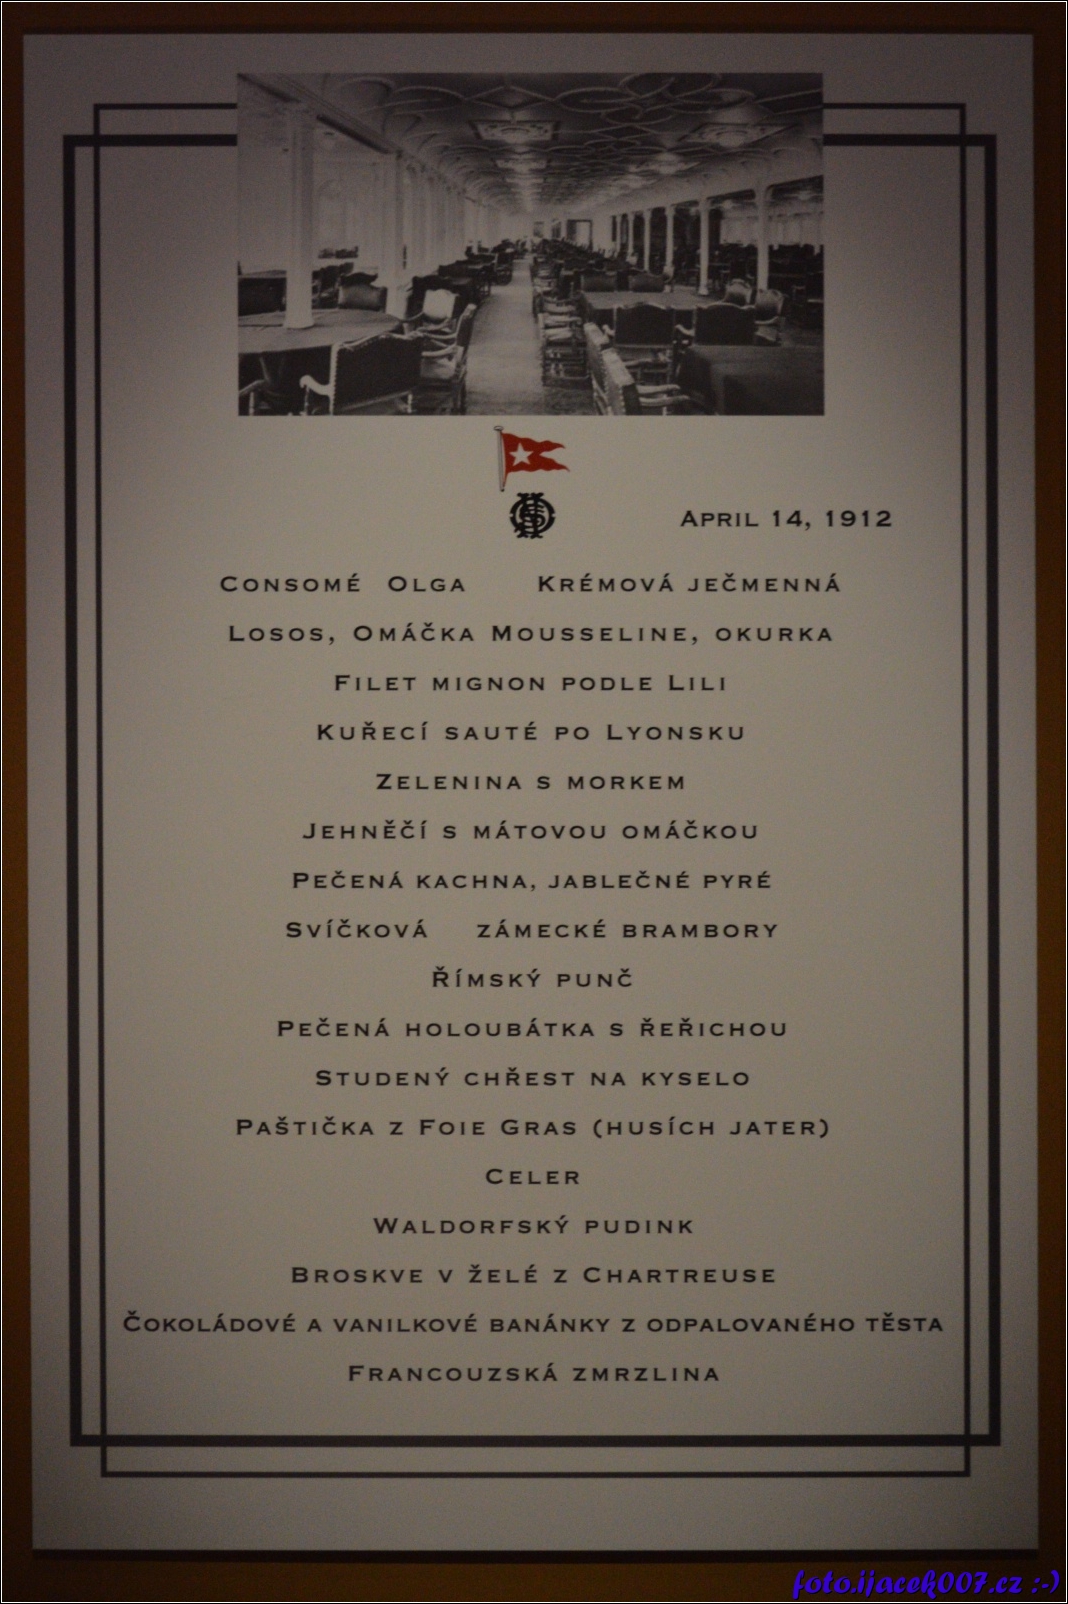 April 14, 1912
Consomé Olga Krémová ječmenná
Losos, Omáčka Mousseline, okurka
Filet mignon podle Lili
Kuřecí sauté po Lyonsku
Zelenina s morkem
Jehněčí s mátovou omáčkou
Pečená kachna, jablečné pyré
Svíčková zámecké brambory
Římský punč
Pečená holoubátka s řeřichou
Studený chřest na kyselo
Paštička z Foie Gras (husích jater)
Celer
Waldorfský pudink
Broskve v želé z Chartreuse
Čokoládové a vanilkové banánky z odpalovaného těsta
Francouzská zmrzlina
foto.ijacek007.cz :-)